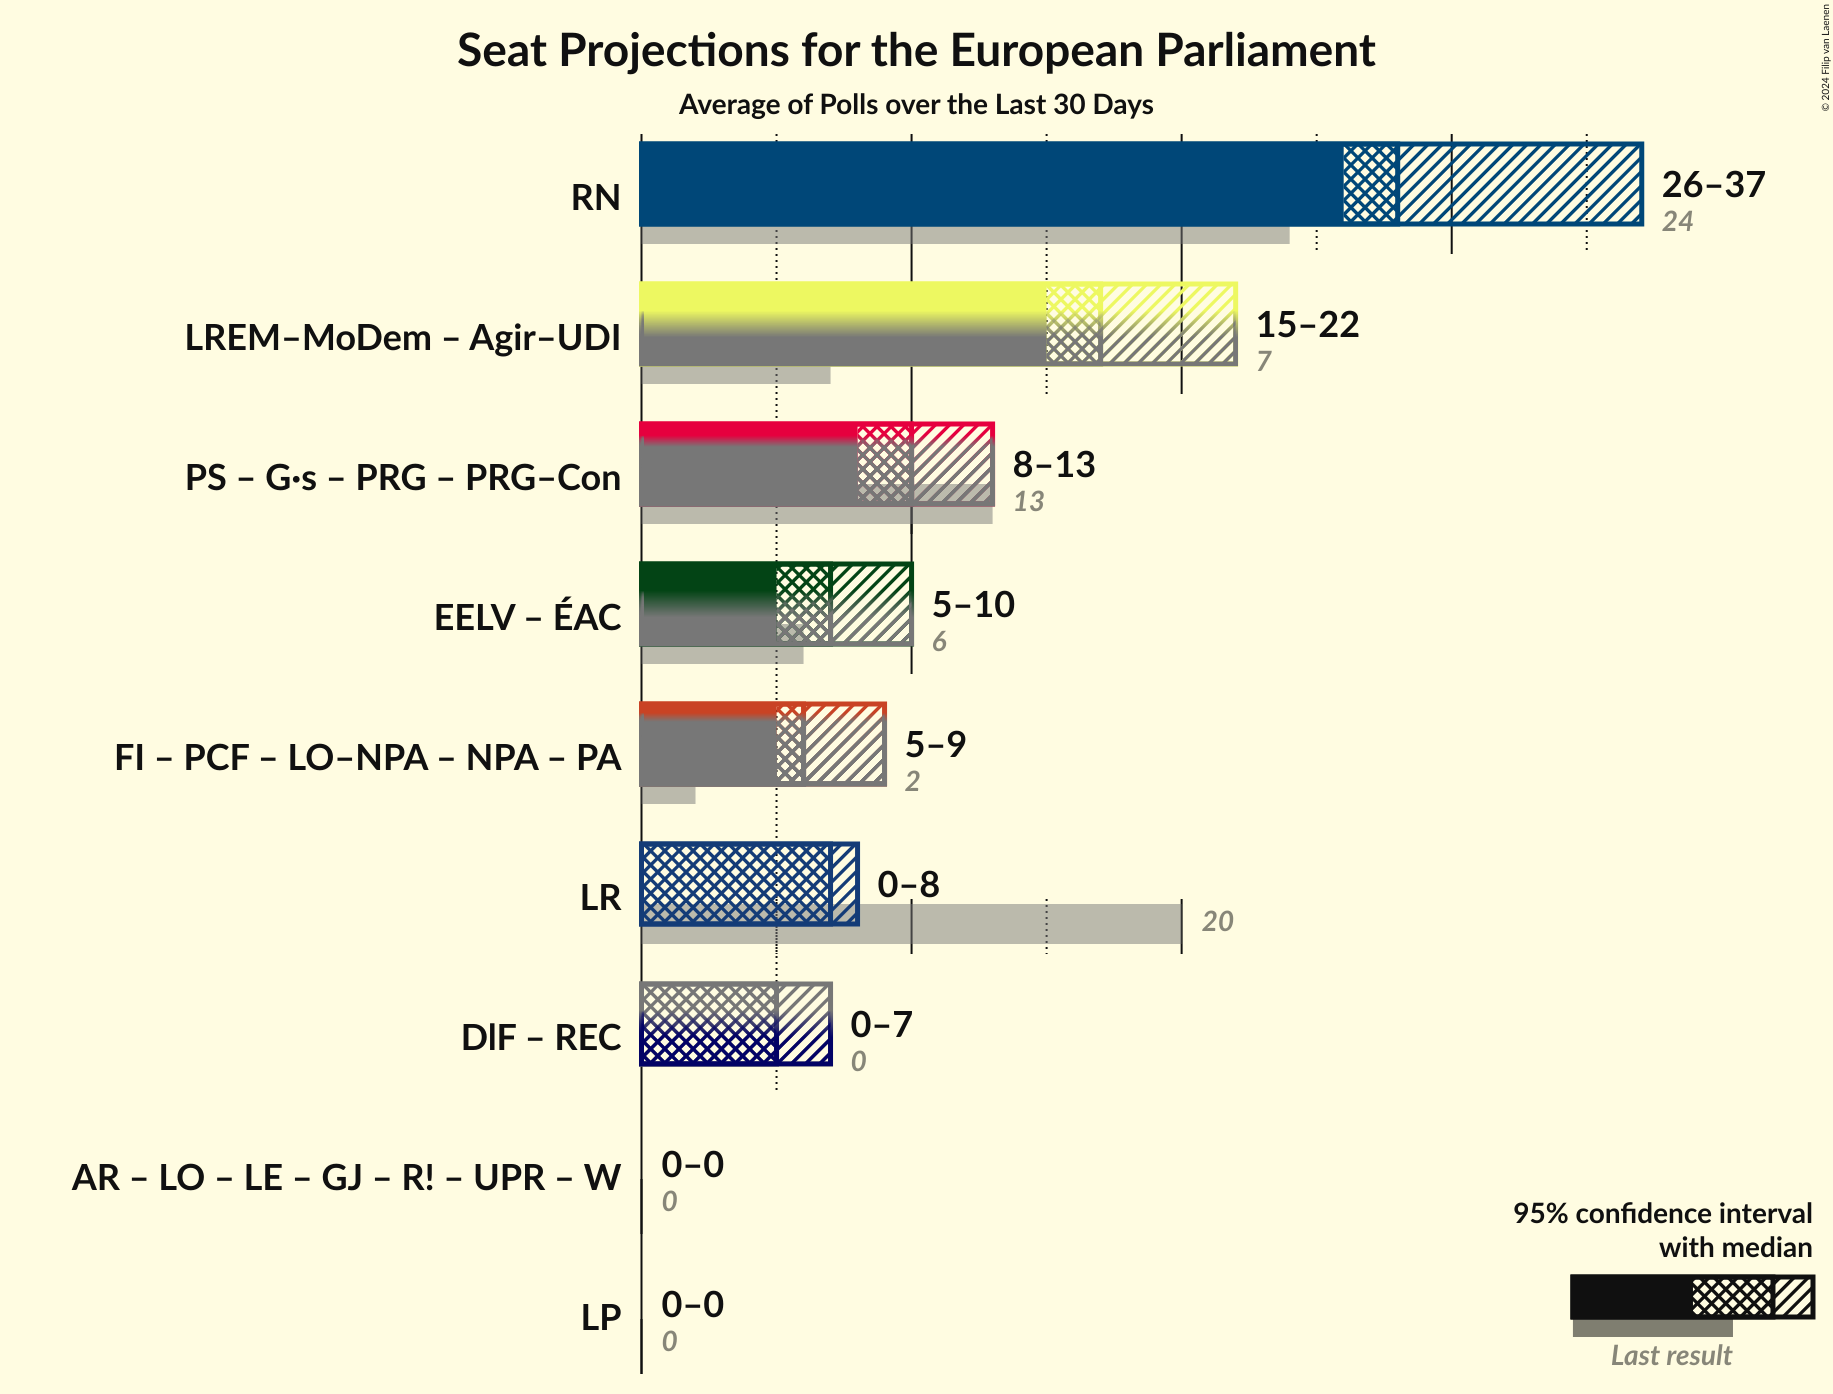 Seat Projections for the European Parliament
Average of Polls over the Last 30 Days
© 2024 Filip van Laenen
RN
26–37
24
LREM–MoDem – Agir–UDI
15–22
7
PS – G·s – PRG – PRG–Con
8–13
13
EELV – ÉAC
5–10
6
FI – PCF – LO–NPA – NPA – PA
5–9
2
LR
0–8
20
DlF – REC
0–7
0
AR – LO – LE – GJ – R! – UPR – W
0–0
0
LP
0–0
0
95% confidence interval
with median
Last result